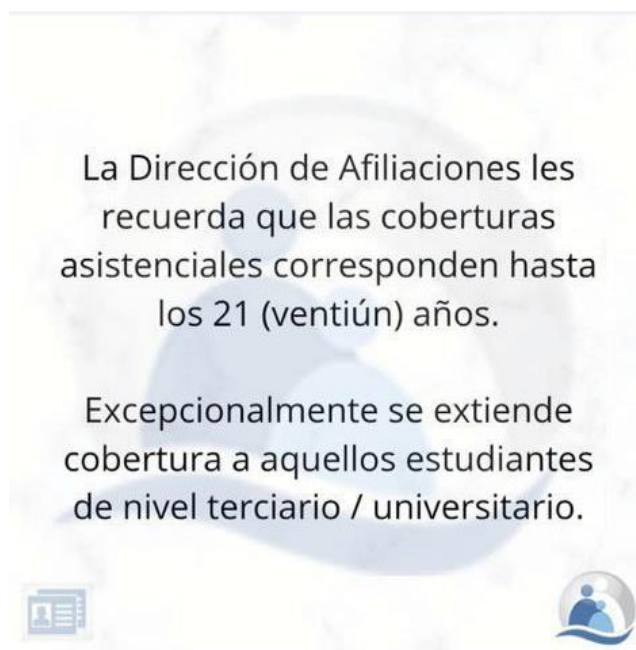 La Dirección de Afiliaciones les
recuerda que las coberturas
asistenciales corresponden hasta
los 21 (ventiún) años.
Excepcionalmente se extiende
cobertura a aquellos estudiantes
de nivel terciario / universitario.